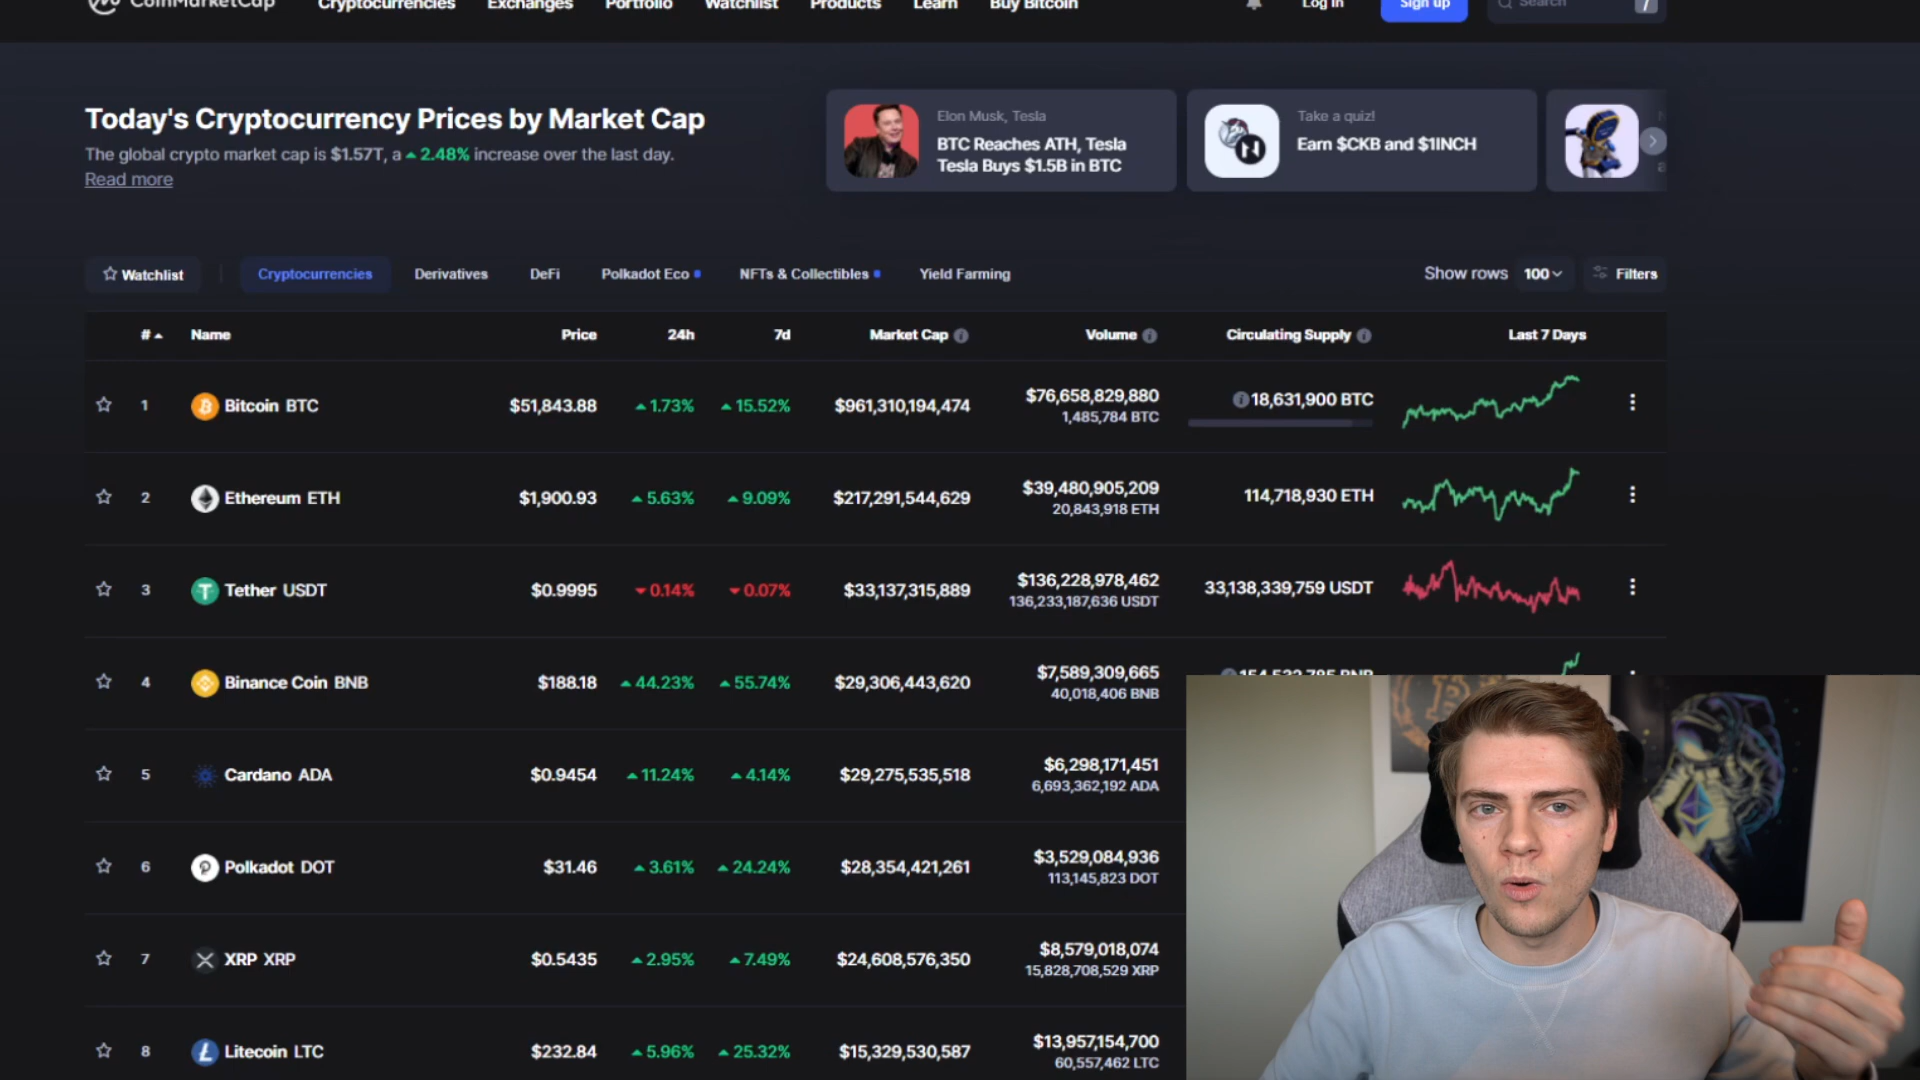 CoinMarketCap Cryptocurrencies Exchanges Portfolio Watchlist Products Learn Buy Bitcoin Log In Sign up Search /
Today's Cryptocurrency Prices by Market Cap
The global crypto market cap is $1.57T, a 2.48% increase over the last day.
Read more
Elon Musk, Tesla
BTC Reaches ATH, Tesla
Tesla Buys $1.5B in BTC
Take a quiz!
Earn $CKB and $1INCH
Watchlist Cryptocurrencies Derivatives DeFi Polkadot Eco NFTs & Collectibles Yield Farming Show rows 100 Filters
# Name Price 24h 7d Market Cap Volume Circulating Supply Last 7 Days
1 Bitcoin BTC $51,843.88 1.73% 15.52% $961,310,194,474 $76,658,829,880 18,631,900 BTC
1,485,784 BTC
2 Ethereum ETH $1,900.93 5.63% 9.09% $217,291,544,629 $39,480,905,209 114,718,930 ETH
20,843,918 ETH
3 Tether USDT $0.9995 0.14% 0.07% $33,137,315,889 $136,228,978,462 33,138,339,759 USDT
136,233,187,636 USDT
4 Binance Coin BNB $188.18 44.23% 55.74% $29,306,443,620 $7,589,309,665 154,532,785 BNB
40,018,406 BNB
5 Cardano ADA $0.9454 11.24% 4.14% $29,275,535,518 $6,298,171,451
6,693,362,192 ADA
6 Polkadot DOT $31.46 3.61% 24.24% $28,354,421,261 $3,529,084,936
113,145,823 DOT
7 XRP XRP $0.5435 2.95% 7.49% $24,608,576,350 $8,579,018,074
15,828,708,529 XRP
8 Litecoin LTC $232.84 5.96% 25.32% $15,329,530,587 $13,957,154,700
60,557,462 LTC